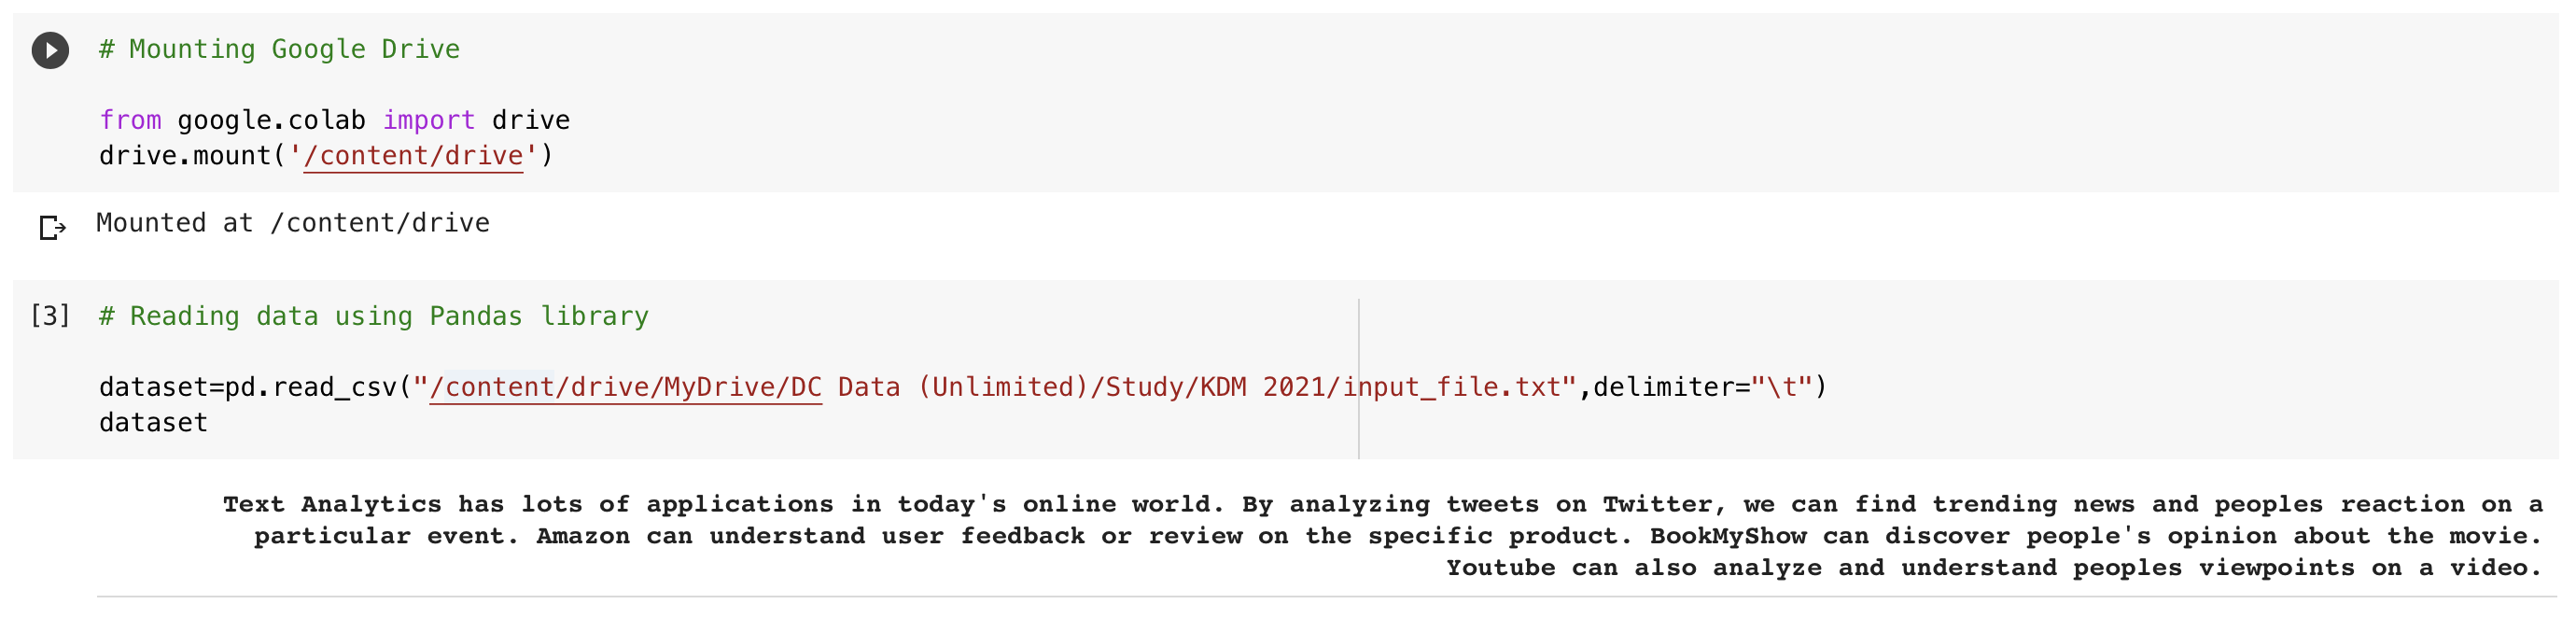 # Mounting Google Drive
from google.colab import drive
drive.mount('/content/drive')
Mounted at /content/drive
[3] # Reading data using Pandas library
dataset=pd.read_csv("/content/drive/MyDrive/DC Data (Unlimited)/Study/KDM 2021/input_file.txt",delimiter="\t")
dataset
Text Analytics has lots of applications in today's online world. By analyzing tweets on Twitter, we can find trending news and peoples reaction on a
particular event. Amazon can understand user feedback or review on the specific product. BookMyShow can discover people's opinion about the movie.
Youtube can also analyze and understand peoples viewpoints on a video.